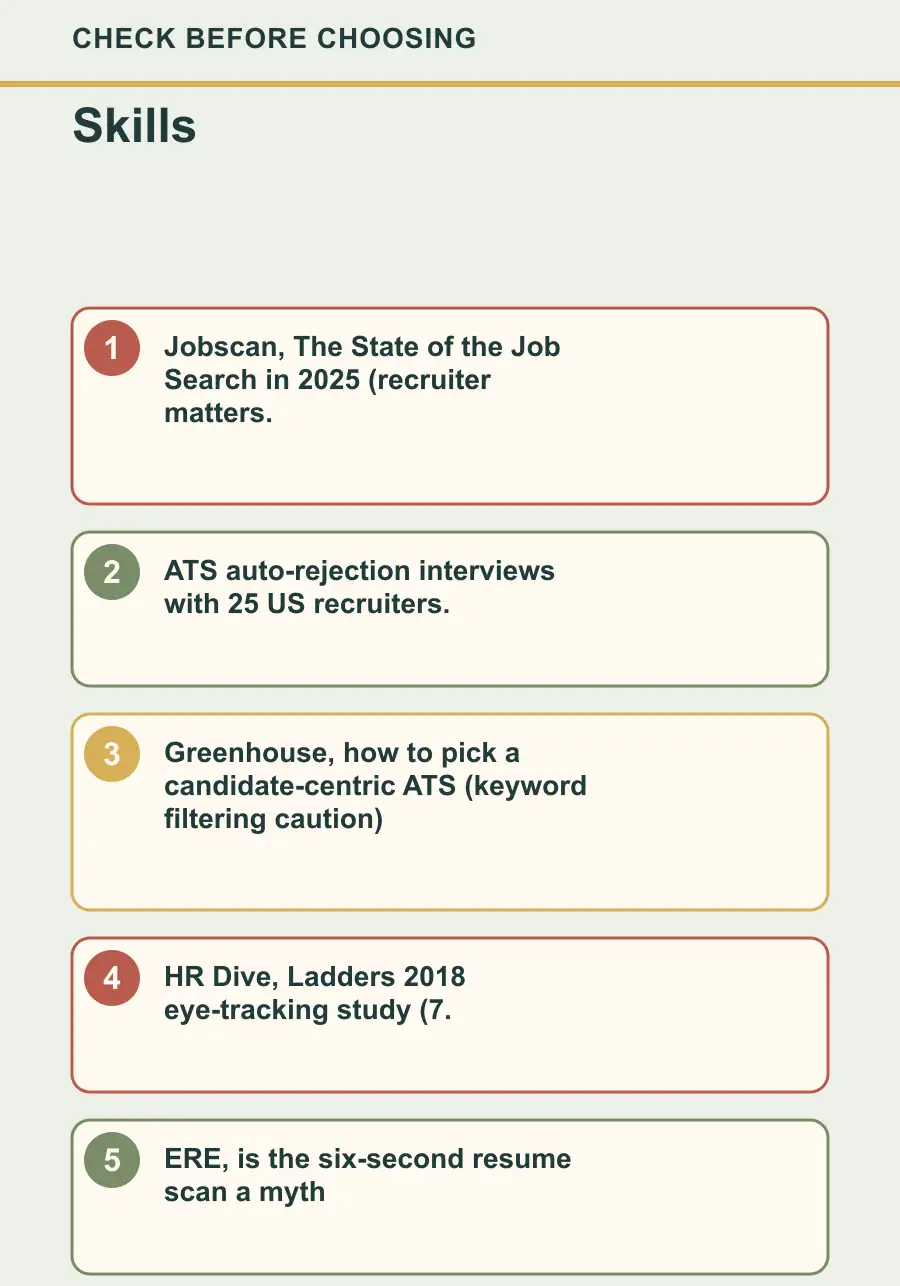 CHECK BEFORE CHOOSING
Skills
1
Jobscan, The State of the Job
Search in 2025 (recruiter
matters.
2
ATS auto-rejection interviews
with 25 US recruiters.
3
Greenhouse, how to pick a
candidate-centric ATS (keyword
filtering caution)
4
HR Dive, Ladders 2018
eye-tracking study (7.
5
ERE, is the six-second resume
scan a myth